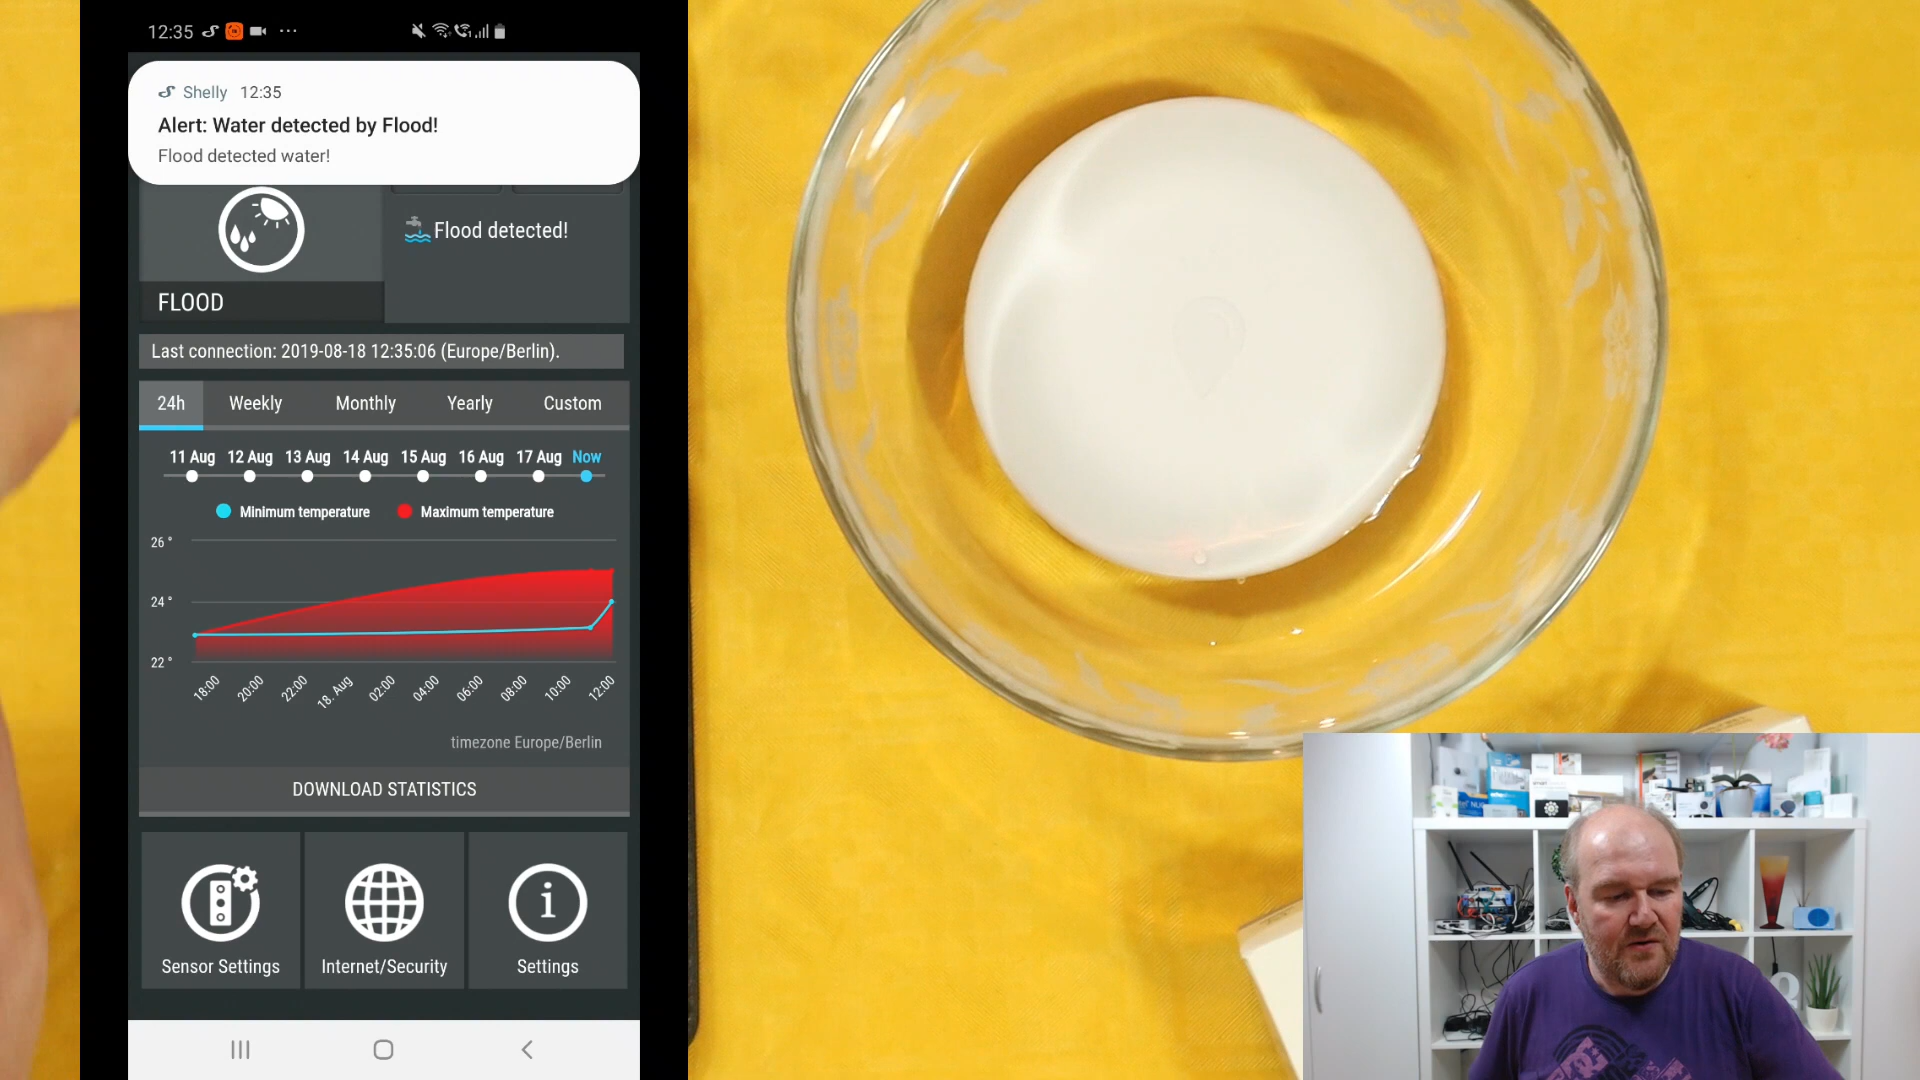 12:35
Shelly 12:35
Alert: Water detected by Flood!
Flood detected water!
Flood detected!
FLOOD
Last connection: 2019-08-18 12:35:06 (Europe/Berlin).
24h Weekly Monthly Yearly Custom
11 Aug 12 Aug 13 Aug 14 Aug 15 Aug 16 Aug 17 Aug Now
Minimum temperature Maximum temperature
26 °
24 °
22 °
18:00 20:00 22:00 18. Aug 02:00 04:00 06:00 08:00 10:00 12:00
timezone Europe/Berlin
DOWNLOAD STATISTICS
Sensor Settings Internet/Security Settings